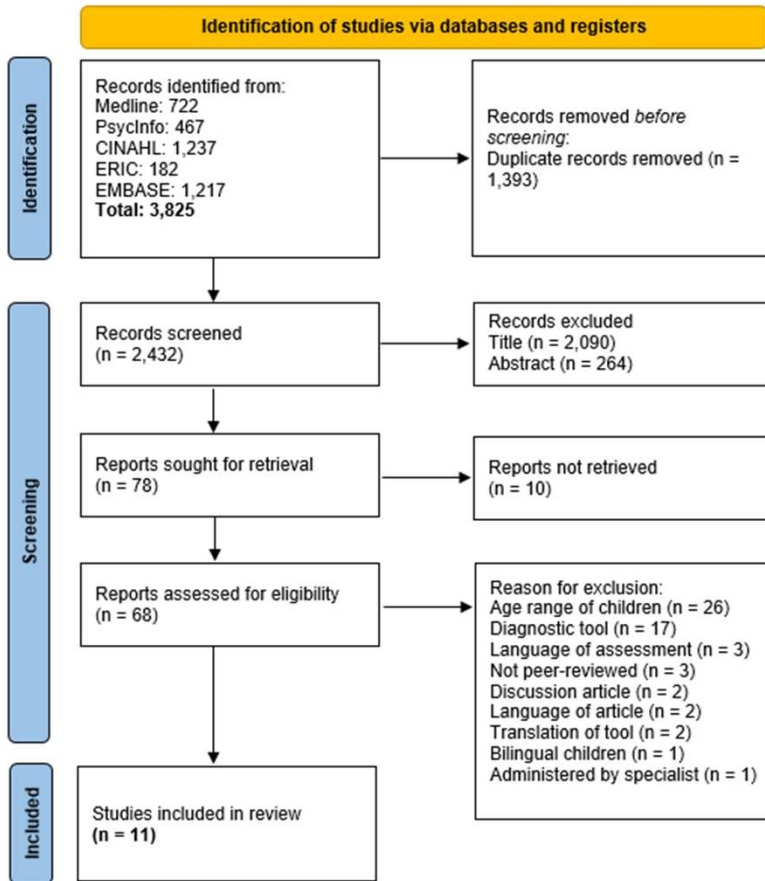 Identification of studies via databases and registers
Identification
Records identified from:
Medline: 722
PsycInfo: 467
CINAHL: 1,237
ERIC: 182
EMBASE: 1,217
Total: 3,825
Records removed before
screening:
Duplicate records removed (n =
1,393)
Screening
Records screened
(n = 2,432)
Records excluded
Title (n = 2,090)
Abstract (n = 264)
Reports sought for retrieval
(n = 78)
Reports not retrieved
(n = 10)
Reports assessed for eligibility
(n = 68)
Reason for exclusion:
Age range of children (n = 26)
Diagnostic tool (n = 17)
Language of assessment (n = 3)
Not peer-reviewed (n = 3)
Discussion article (n = 2)
Language of article (n = 2)
Translation of tool (n = 2)
Bilingual children (n = 1)
Administered by specialist (n = 1)
Included
Studies included in review
(n = 11)